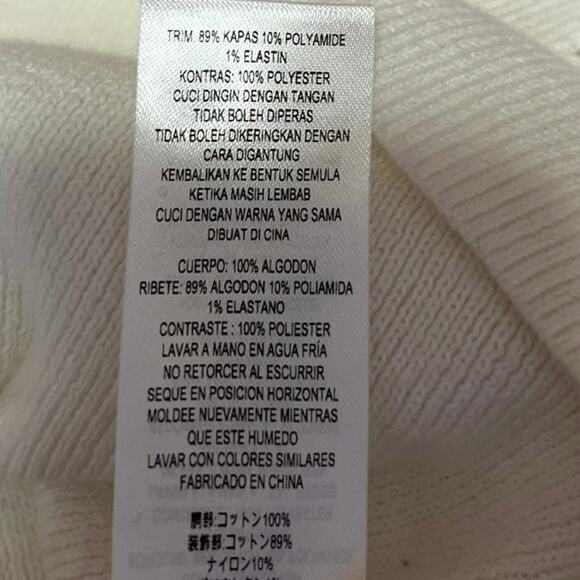 TRIM: 89% KAPAS 10% POLYAMIDE
1% ELASTIN
KONTRAS: 100% POLYESTER
CUCI DINGIN DENGAN TANGAN
TIDAK BOLEH DIPERAS
TIDAK BOLEH DIKERINGKAN DENGAN
CARA DIGANTUNG
KEMBALIKAN KE BENTUK SEMULA
KETIKA MASIH LEMBAB
CUCI DENGAN WARNA YANG SAMA
DIBUAT DI CINA
CUERPO: 100% ALGODON
RIBETE: 89% ALGODON 10% POLIAMIDA
1% ELASTANO
CONTRASTE : 100% POLIESTER
LAVAR A MANO EN AGUA FRÍA
NO RETORCER AL ESCURRIR
SEQUE EN POSICION HORIZONTAL
MOLDEE NUEVAMENTE MIENTRAS
QUE ESTE HUMEDO
LAVAR CON COLORES SIMILARES
FABRICADO EN CHINA
胴部:コットン100%
装飾部:コットン89%
ナイロン10%